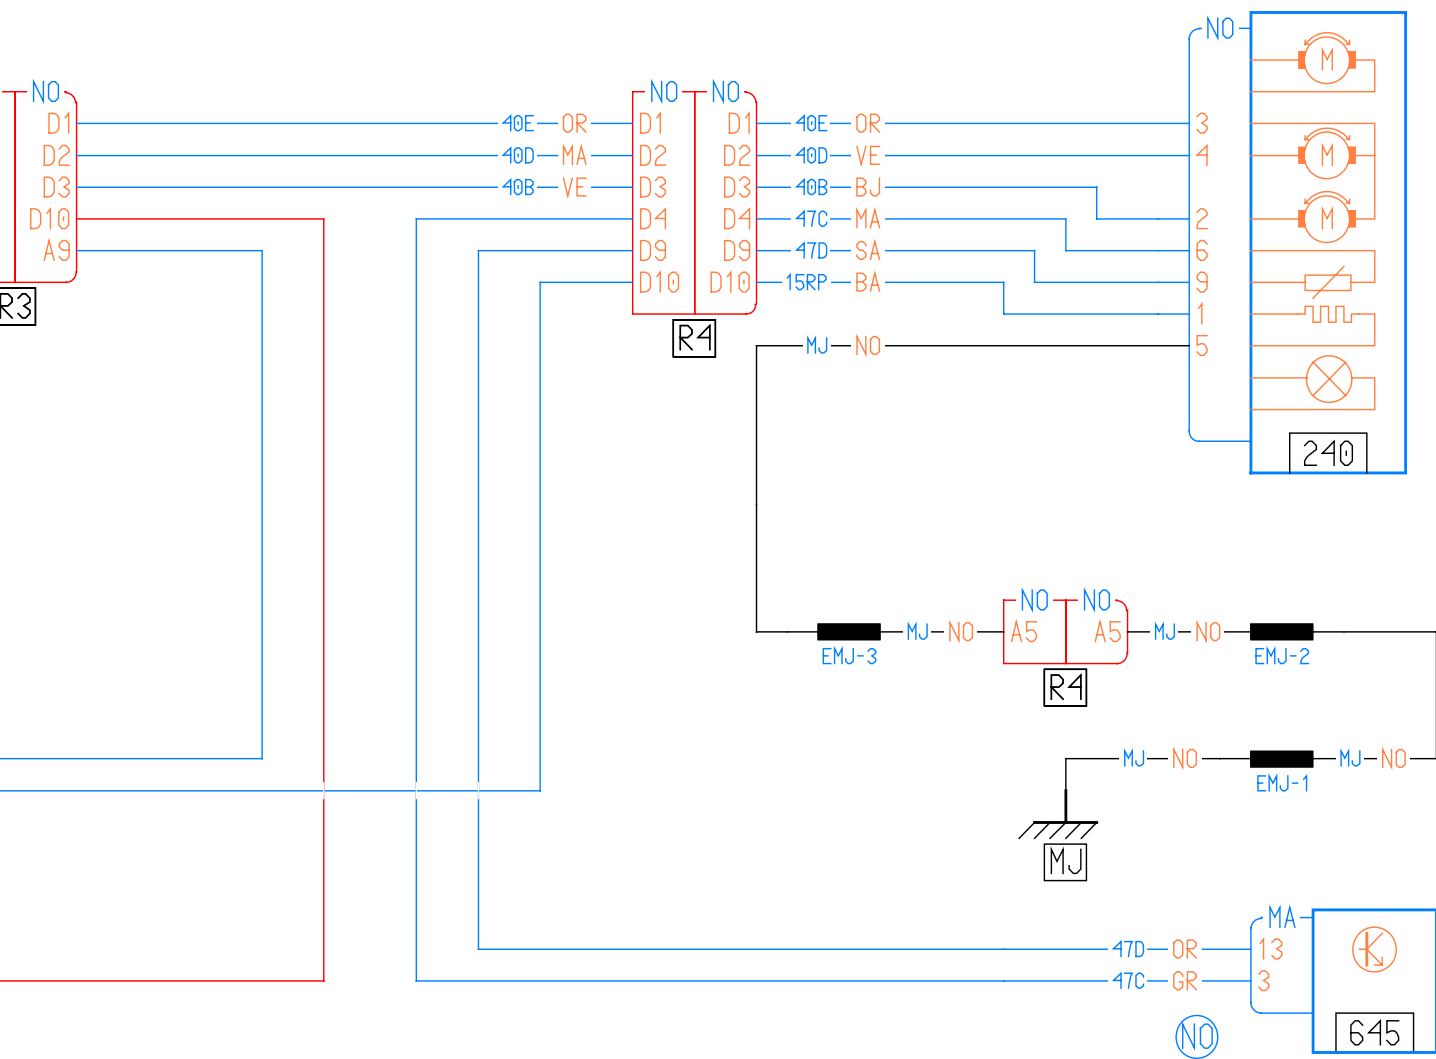 NO
NO NO NO M
D1 40E OR D1 D1 40E OR 3
D2 40D MA D2 D2 40D VE 4 M
D3 40B VE D3 D3 40B BJ
D10 D4 D4 47C MA 2 M
A9 D9 D9 47D SA 6
D10 D10 15RP BA 9
R3 1
R4 MJ NO 5
240
NO NO
MJ NO A5 A5 MJ NO
EMJ-3 EMJ-2
R4
MJ NO MJ NO
EMJ-1
MJ
MA
47D OR 13
47C GR 3
NO 645